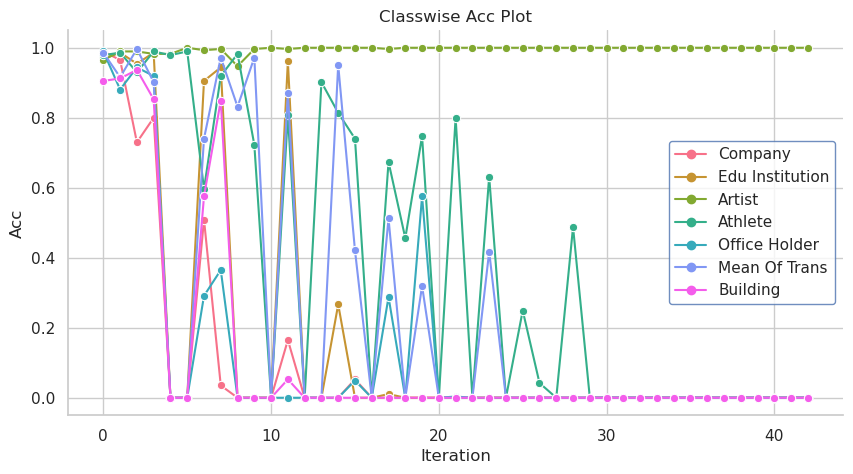 Classwise Acc Plot
Acc
1.0
0.8
0.6
0.4
0.2
0.0
Company
Edu Institution
Artist
Athlete
Office Holder
Mean Of Trans
Building
0
10
20
30
40
Iteration